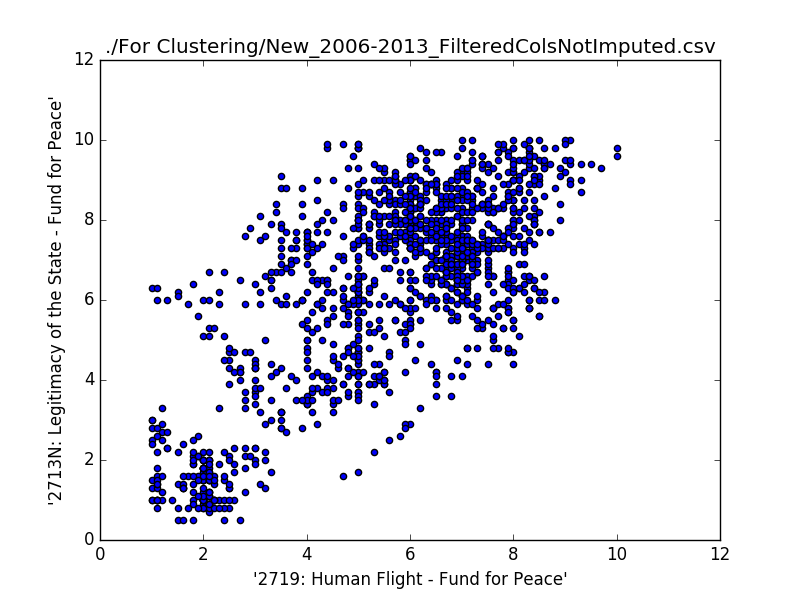 ./For Clustering/New_2006-2013_FilteredColsNotImputed.csv
12
10
8
6
4
2
0
'2713N: Legitimacy of the State - Fund for Peace'
0 2 4 6 8 10 12
'2719: Human Flight - Fund for Peace'